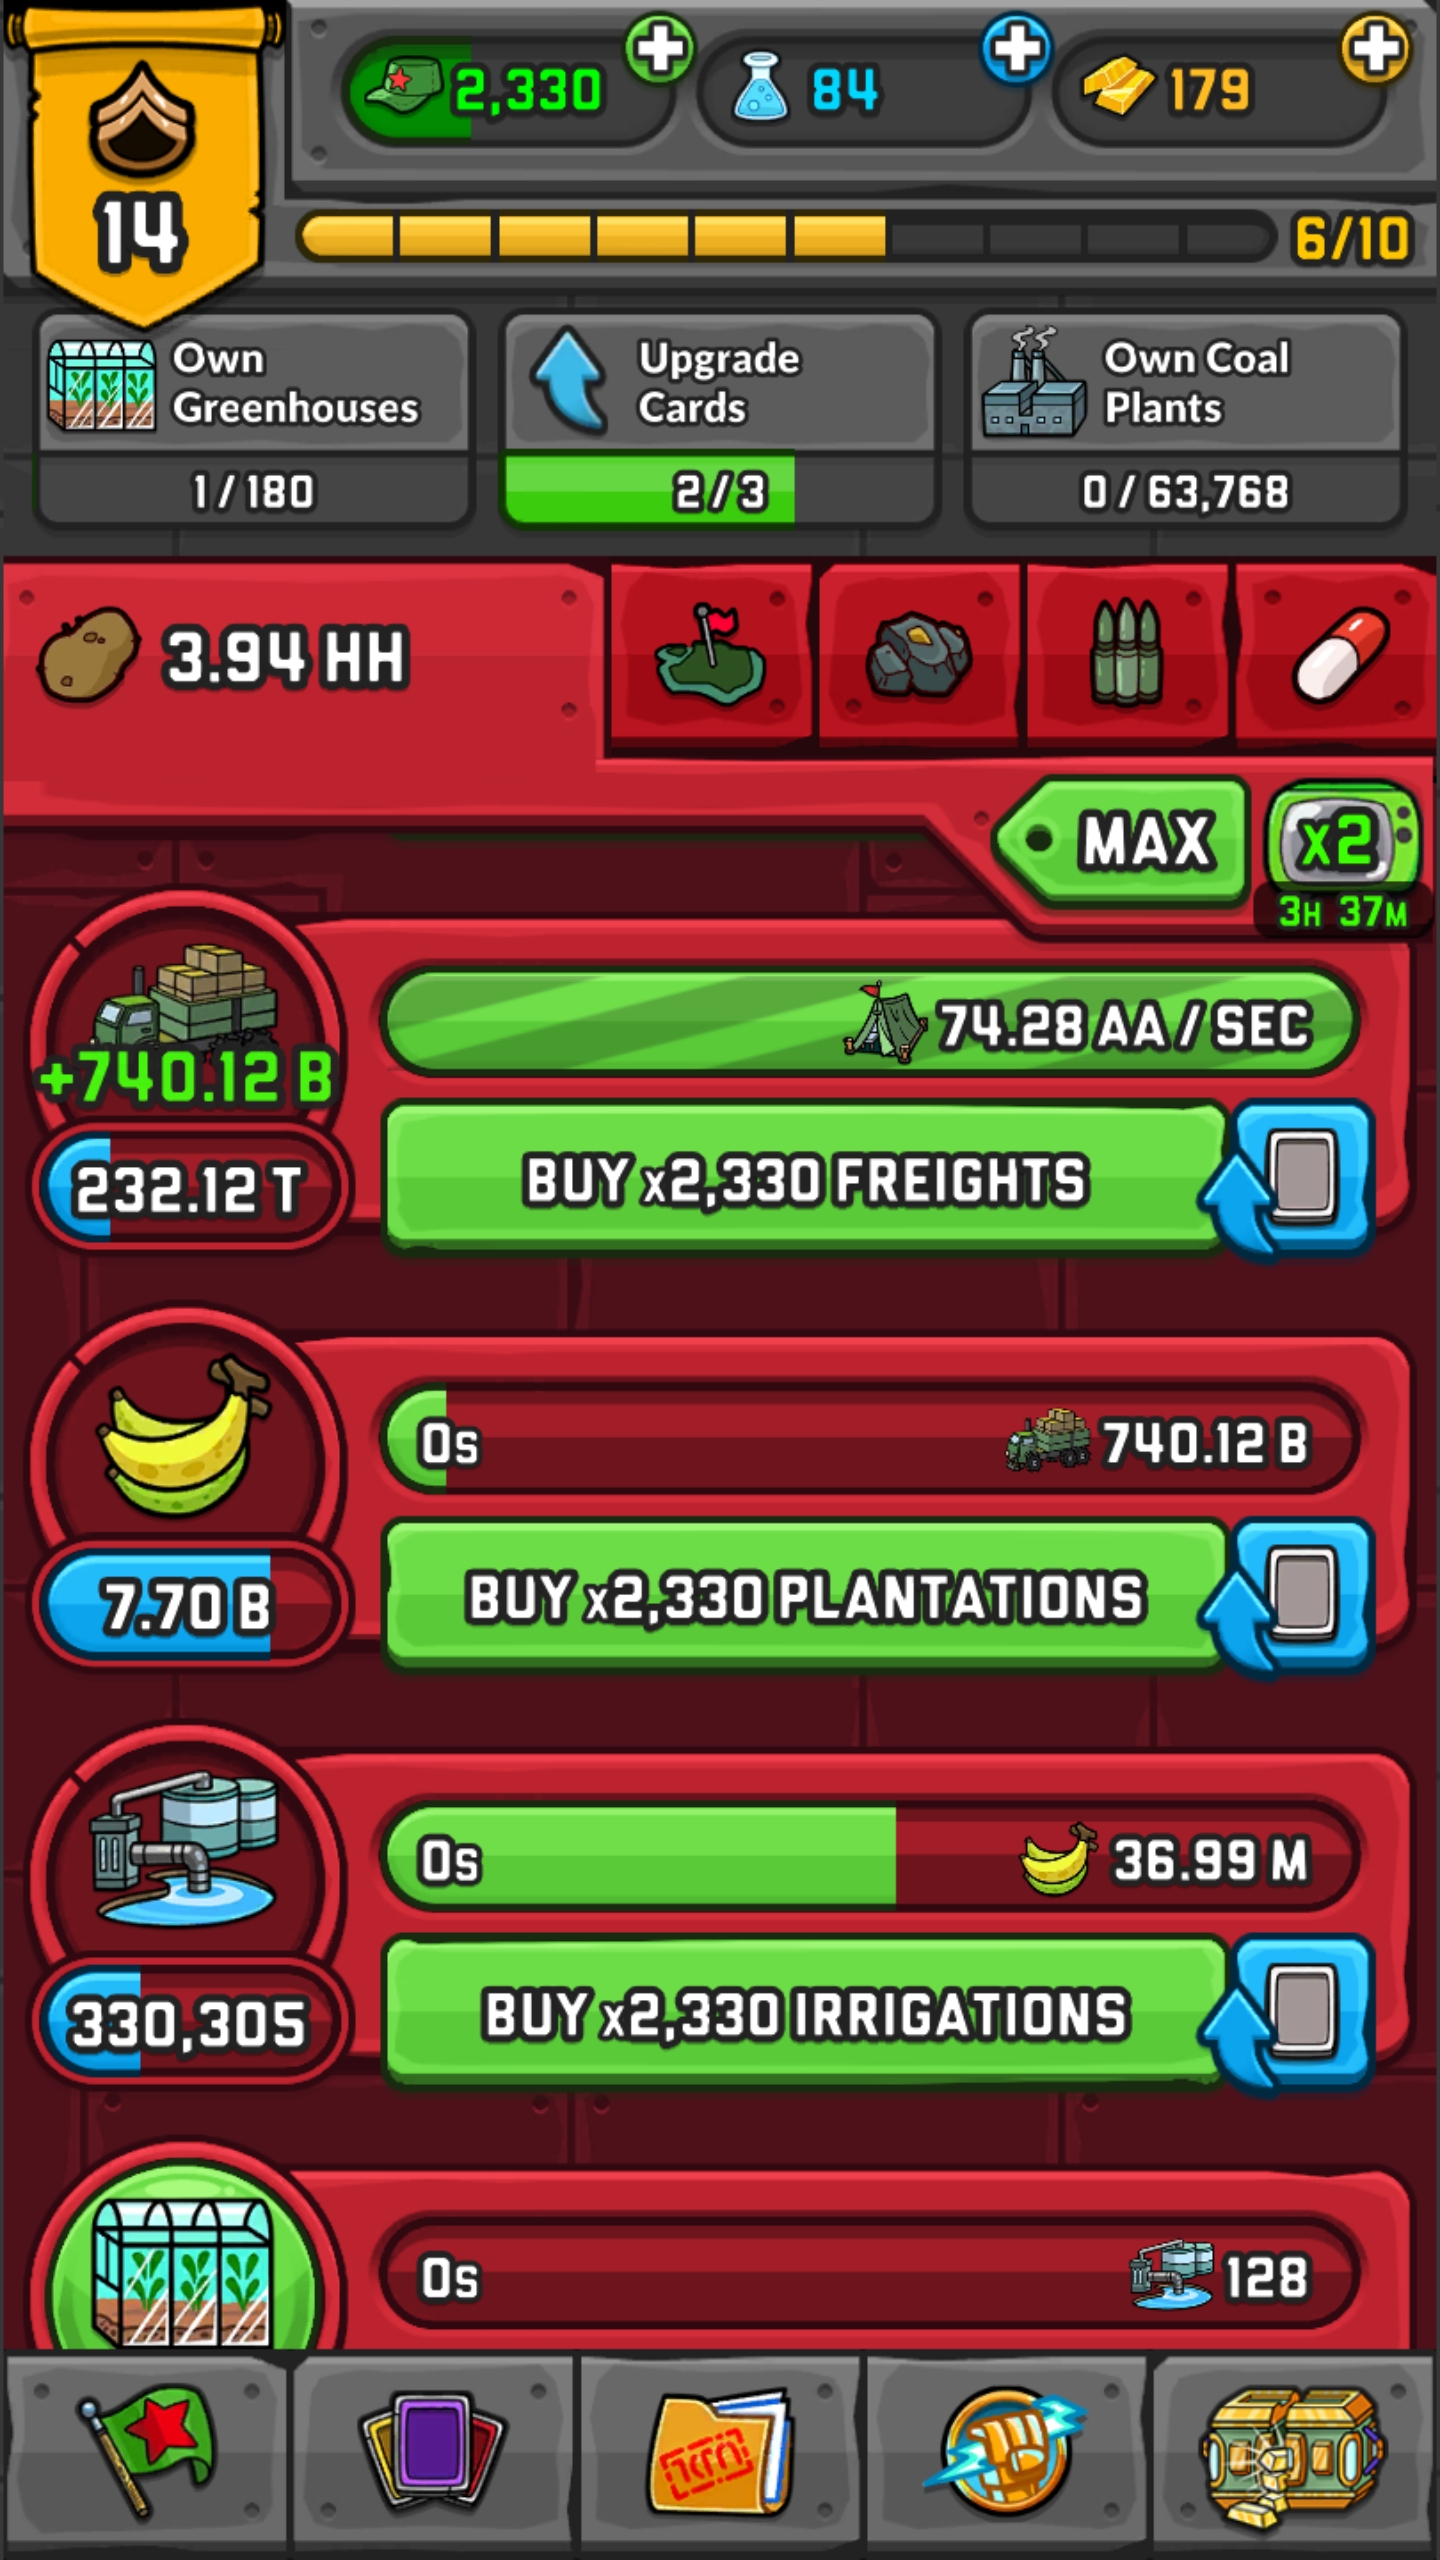 2,330
84
179
14
6/10
Own
Greenhouses
1/180
Upgrade
Cards
2/3
Own Coal
Plants
0/63,768
3.94 HH
MAX
x2
3H 37M
+740.12 B
232.12 T
74.28 AA/SEC
BUY x2,330 FREIGHTS
7.70 B
0s
740.12 B
BUY x2,330 PLANTATIONS
330,305
0s
36.99 M
BUY x2,330 IRRIGATIONS
0s
128